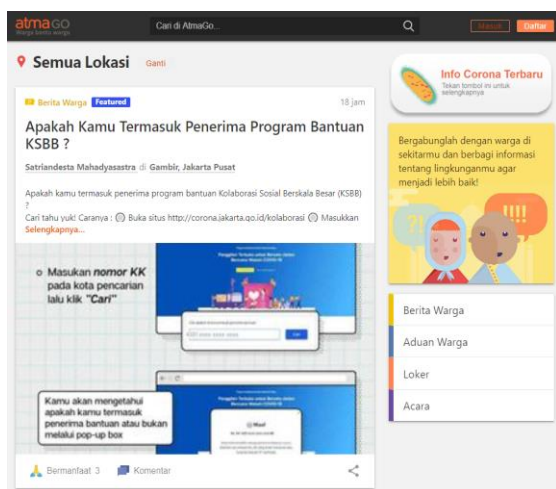 atmaGO
Warga bantu warga
Cari di AtmaGo...
Masuk
Daftar
Semua Lokasi
Ganti
Berita Warga
Featured
18 jam
Apakah Kamu Termasuk Penerima Program Bantuan
KSBB ?
Satriandesta Mahadyasastra di Gambir, Jakarta Pusat
Apakah kamu termasuk penerima program bantuan Kolaborasi Sosial Berskala Besar (KSBB)
?
Cari tahu yuk! Caranya : Buka situs http://corona.jakarta.go.id/kolaborasi Masukkan
Selengkapnya...
Masukan nomor KK
pada kota pencarian
lalu klik "Cari"
Kamu akan mengetahui
apakah kamu termasuk
penerima bantuan atau bukan
melalui pop-up box
Bermanfaat 3
Komentar
Info Corona Terbaru
Tekan tombol ini untuk
selengkapnya
Bergabunglah dengan warga di
sekitarmu dan berbagi informasi
tentang lingkunganmu agar
menjadi lebih baik!
?!
!!!!
Berita Warga
Aduan Warga
Loker
Acara